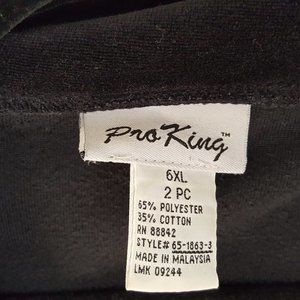 Pro King™
6XL
2 PC
65% POLYESTER
35% COTTON
RN 88842
STYLE# 65-1863-3
MADE IN MALAYSIA
LMK 09244